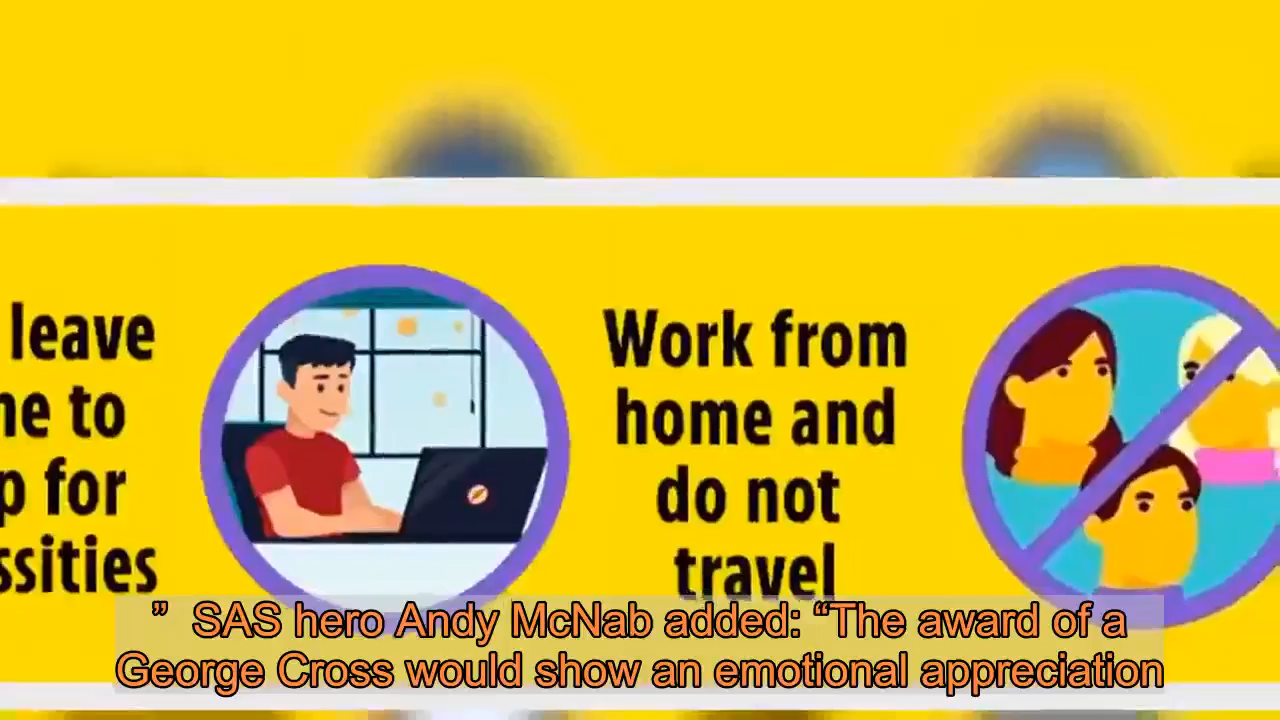 leave
ne to
p for
ssities
Work from
home and
do not
travel
” SAS hero Andy McNab added: “The award of a
George Cross would show an emotional appreciation